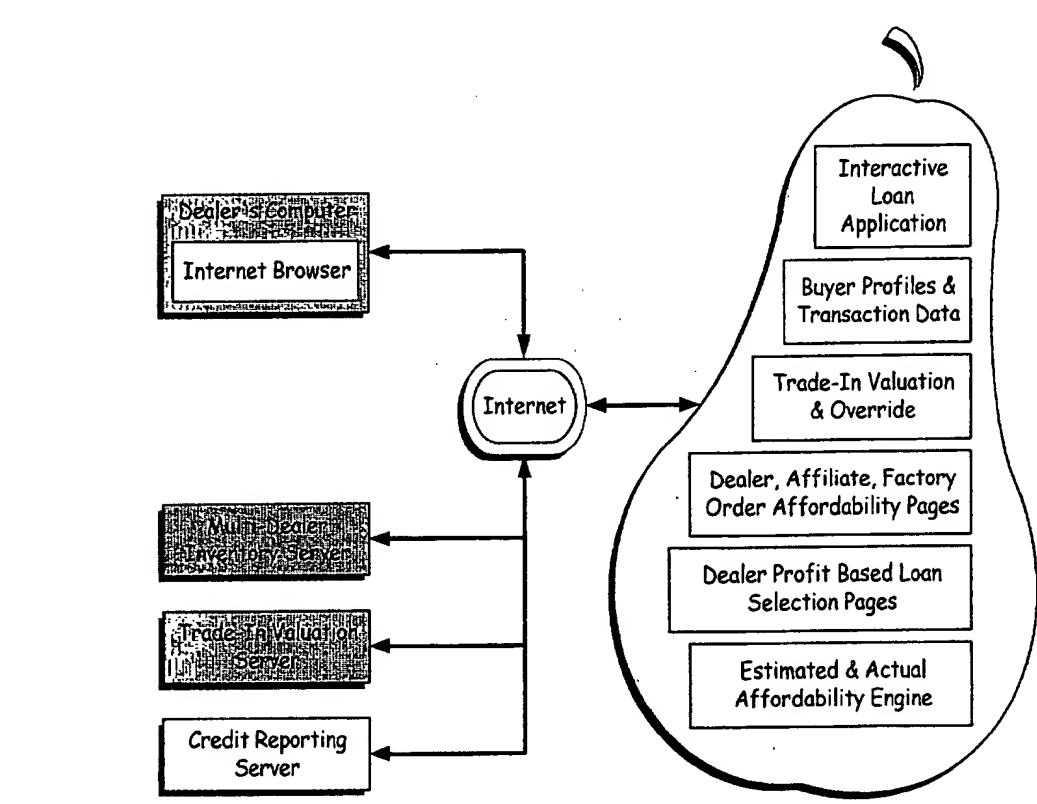 Dealer's Computer
Internet Browser
Internet
Multi-Dealer
Inventory Server
Trade-In Valuation
Server
Credit Reporting
Server
Interactive
Loan
Application
Buyer Profiles &
Transaction Data
Trade-In Valuation
& Override
Dealer, Affiliate, Factory
Order Affordability Pages
Dealer Profit Based Loan
Selection Pages
Estimated & Actual
Affordability Engine